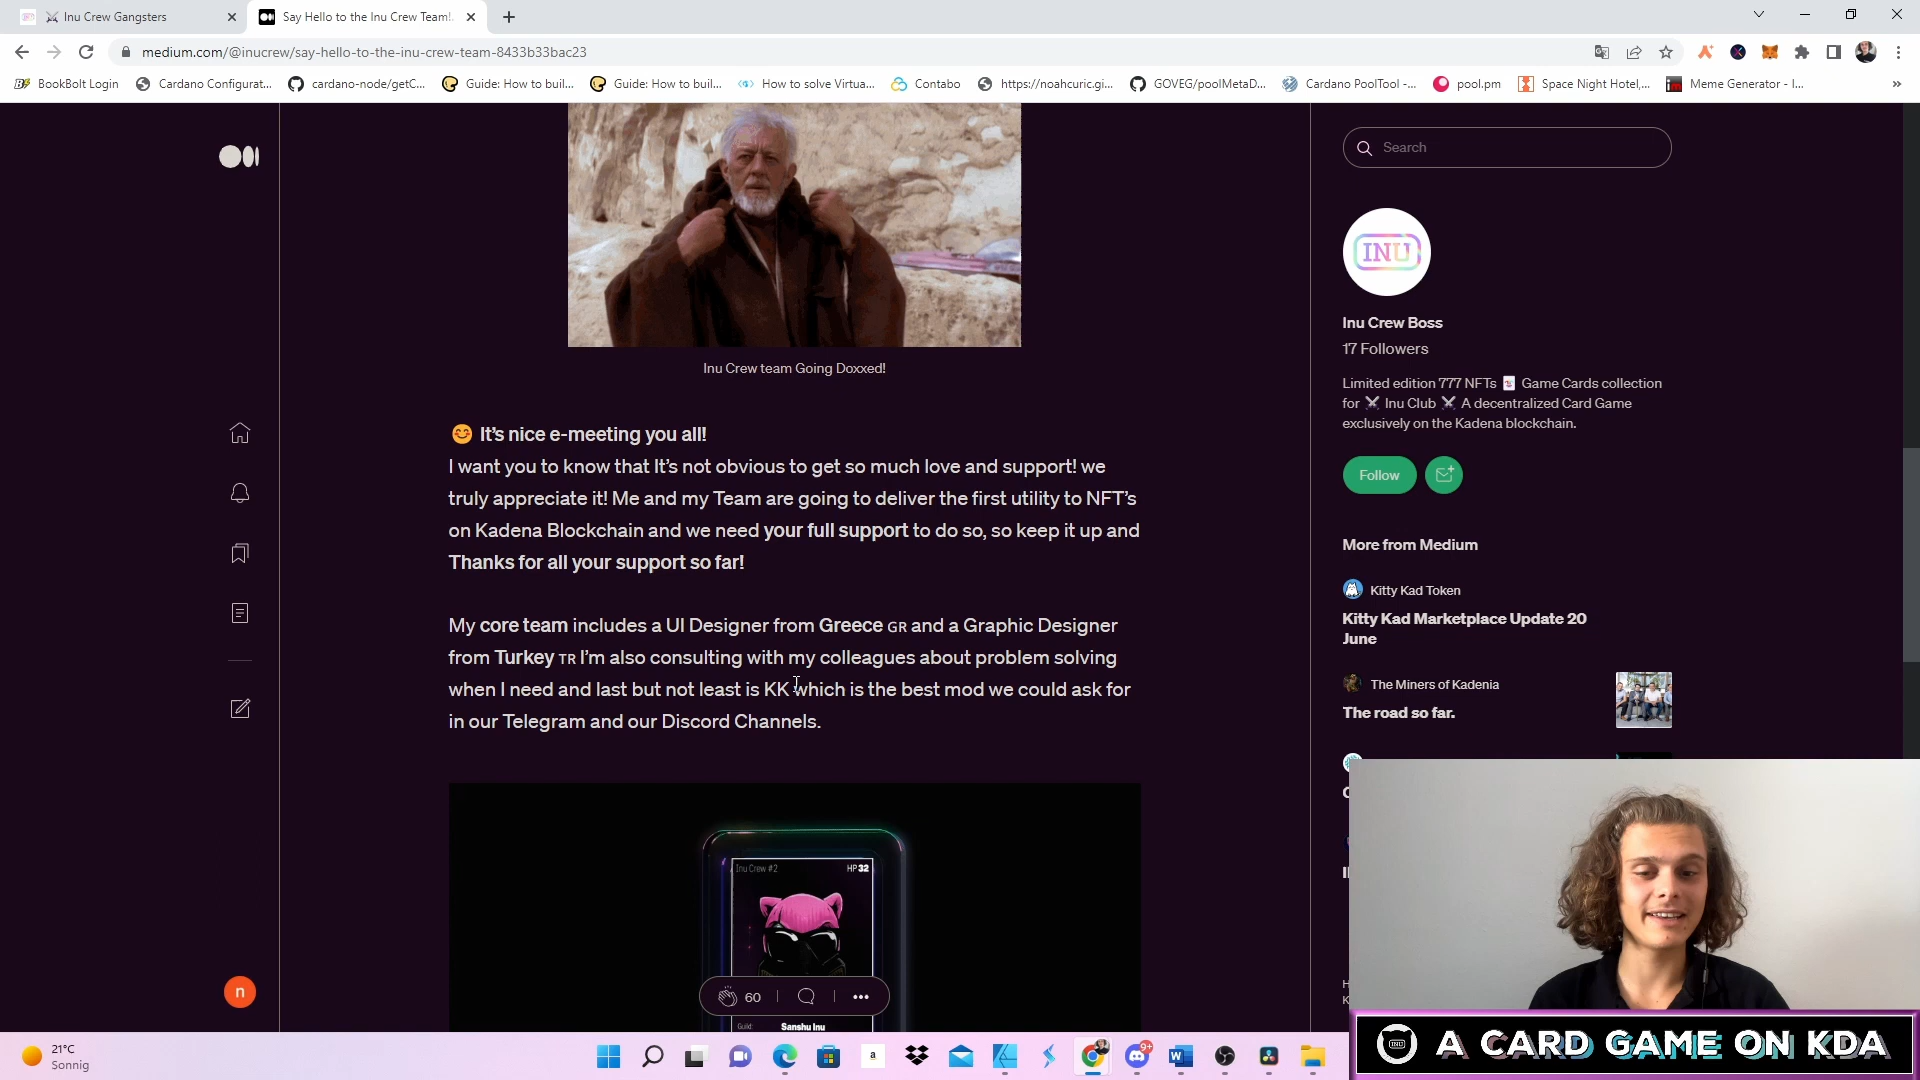 Inu Crew Gangsters
Say Hello to the Inu Crew Team!
medium.com/@inucrew/say-hello-to-the-inu-crew-team-8433b33bac23
BookBolt Login
Cardano Configurat...
cardano-node/getC...
Guide: How to buil...
Guide: How to buil...
How to solve Virtua...
Contabo
https://noahcuric.gi...
GOVEG/poolMetaD...
Cardano PoolTool -...
pool.pm
Space Night Hotel,...
Meme Generator - I...
Inu Crew team Going Doxxed!
It's nice e-meeting you all!
I want you to know that It's not obvious to get so much love and support! we
truly appreciate it! Me and my Team are going to deliver the first utility to NFT's
on Kadena Blockchain and we need your full support to do so, so keep it up and
Thanks for all your support so far!
My core team includes a UI Designer from Greece GR and a Graphic Designer
from Turkey TR I'm also consulting with my colleagues about problem solving
when I need and last but not least is KK which is the best mod we could ask for
in our Telegram and our Discord Channels.
Inu Crew #2
HP 32
60
Guild:
Sanshu Inu
n
Search
INU
Inu Crew Boss
17 Followers
Limited edition 777 NFTs 🃏 Game Cards collection
for ⚔ Inu Club ⚔ A decentralized Card Game
exclusively on the Kadena blockchain.
Follow
More from Medium
Kitty Kad Token
Kitty Kad Marketplace Update 20
June
The Miners of Kadenia
The road so far.
21°C
Sonnig
a
9+
INU
A CARD GAME ON KDA